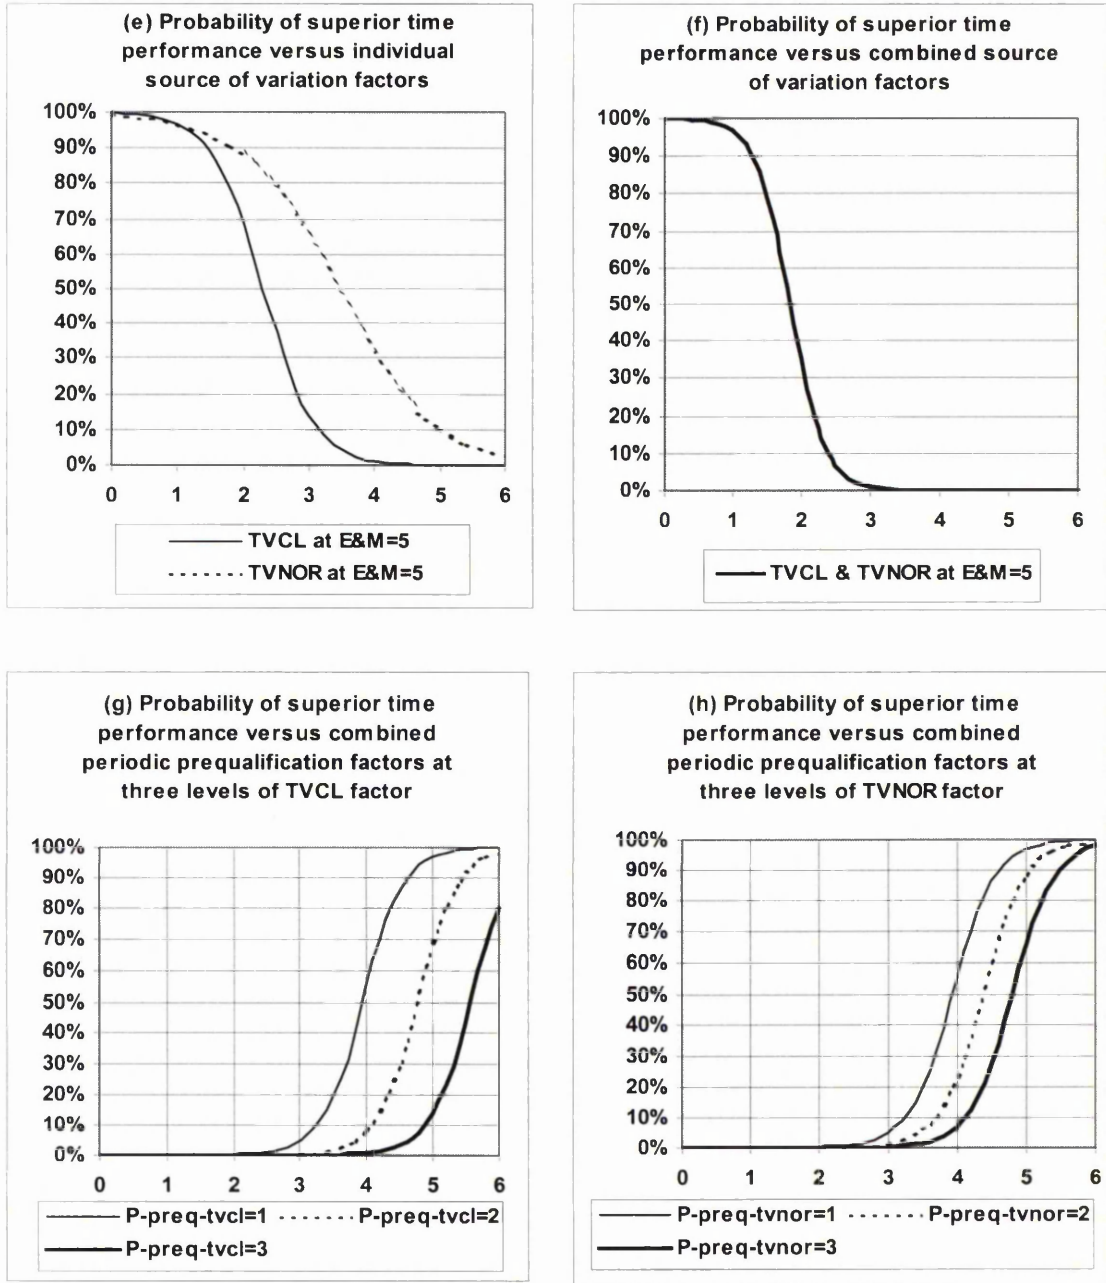 (e) Probability of superior time
performance versus individual
source of variation factors
100%
90%
80%
70%
60%
50%
40%
30%
20%
10%
0%
0 1 2 3 4 5 6
TVCL at E&M=5
TVNOR at E&M=5
(f) Probability of superior time
performance versus combined source
of variation factors
100%
90%
80%
70%
60%
50%
40%
30%
20%
10%
0%
0 1 2 3 4 5 6
TVCL & TVNOR at E&M=5
(g) Probability of superior time
performance versus combined
periodic prequalification factors at
three levels of TVCL factor
100%
90%
80%
70%
60%
50%
40%
30%
20%
10%
0%
0 1 2 3 4 5 6
P-preq-tvcl=1 P-preq-tvcl=2
P-preq-tvcl=3
(h) Probability of superior time
performance versus combined
periodic prequalification factors at
three levels of TVNOR factor
100%
90%
80%
70%
60%
50%
40%
30%
20%
10%
0%
0 1 2 3 4 5 6
P-preq-tvnor=1 P-preq-tvnor=2
P-preq-tvnor=3